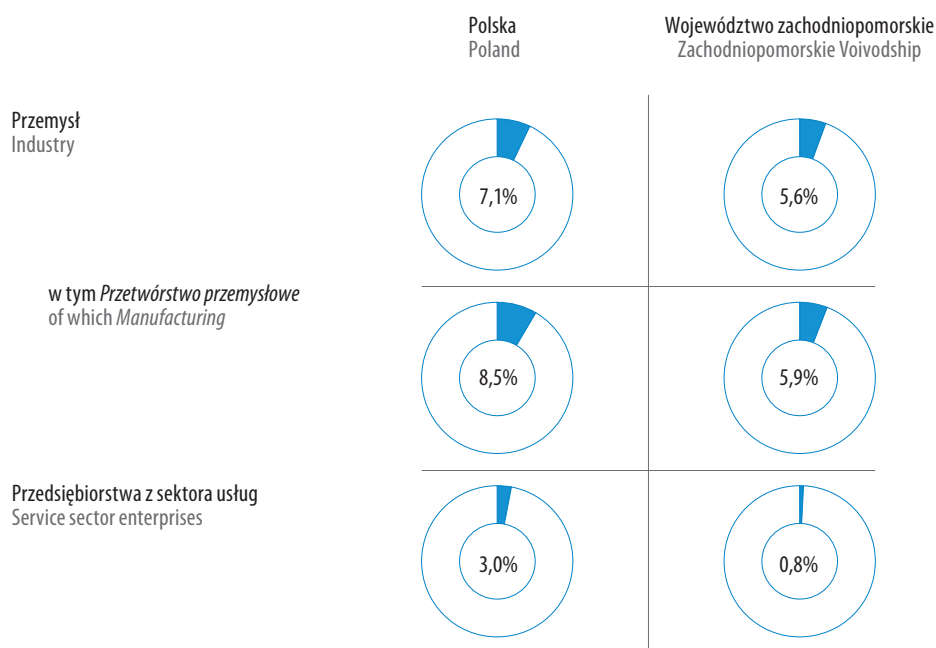 Polska
Poland
Województwo zachodniopomorskie
Zachodniopomorskie Voivodship
Przemysł
Industry
7,1%
5,6%
w tym Przetwórstwo przemysłowe
of which Manufacturing
8,5%
5,9%
Przedsiębiorstwa z sektora usług
Service sector enterprises
3,0%
0,8%